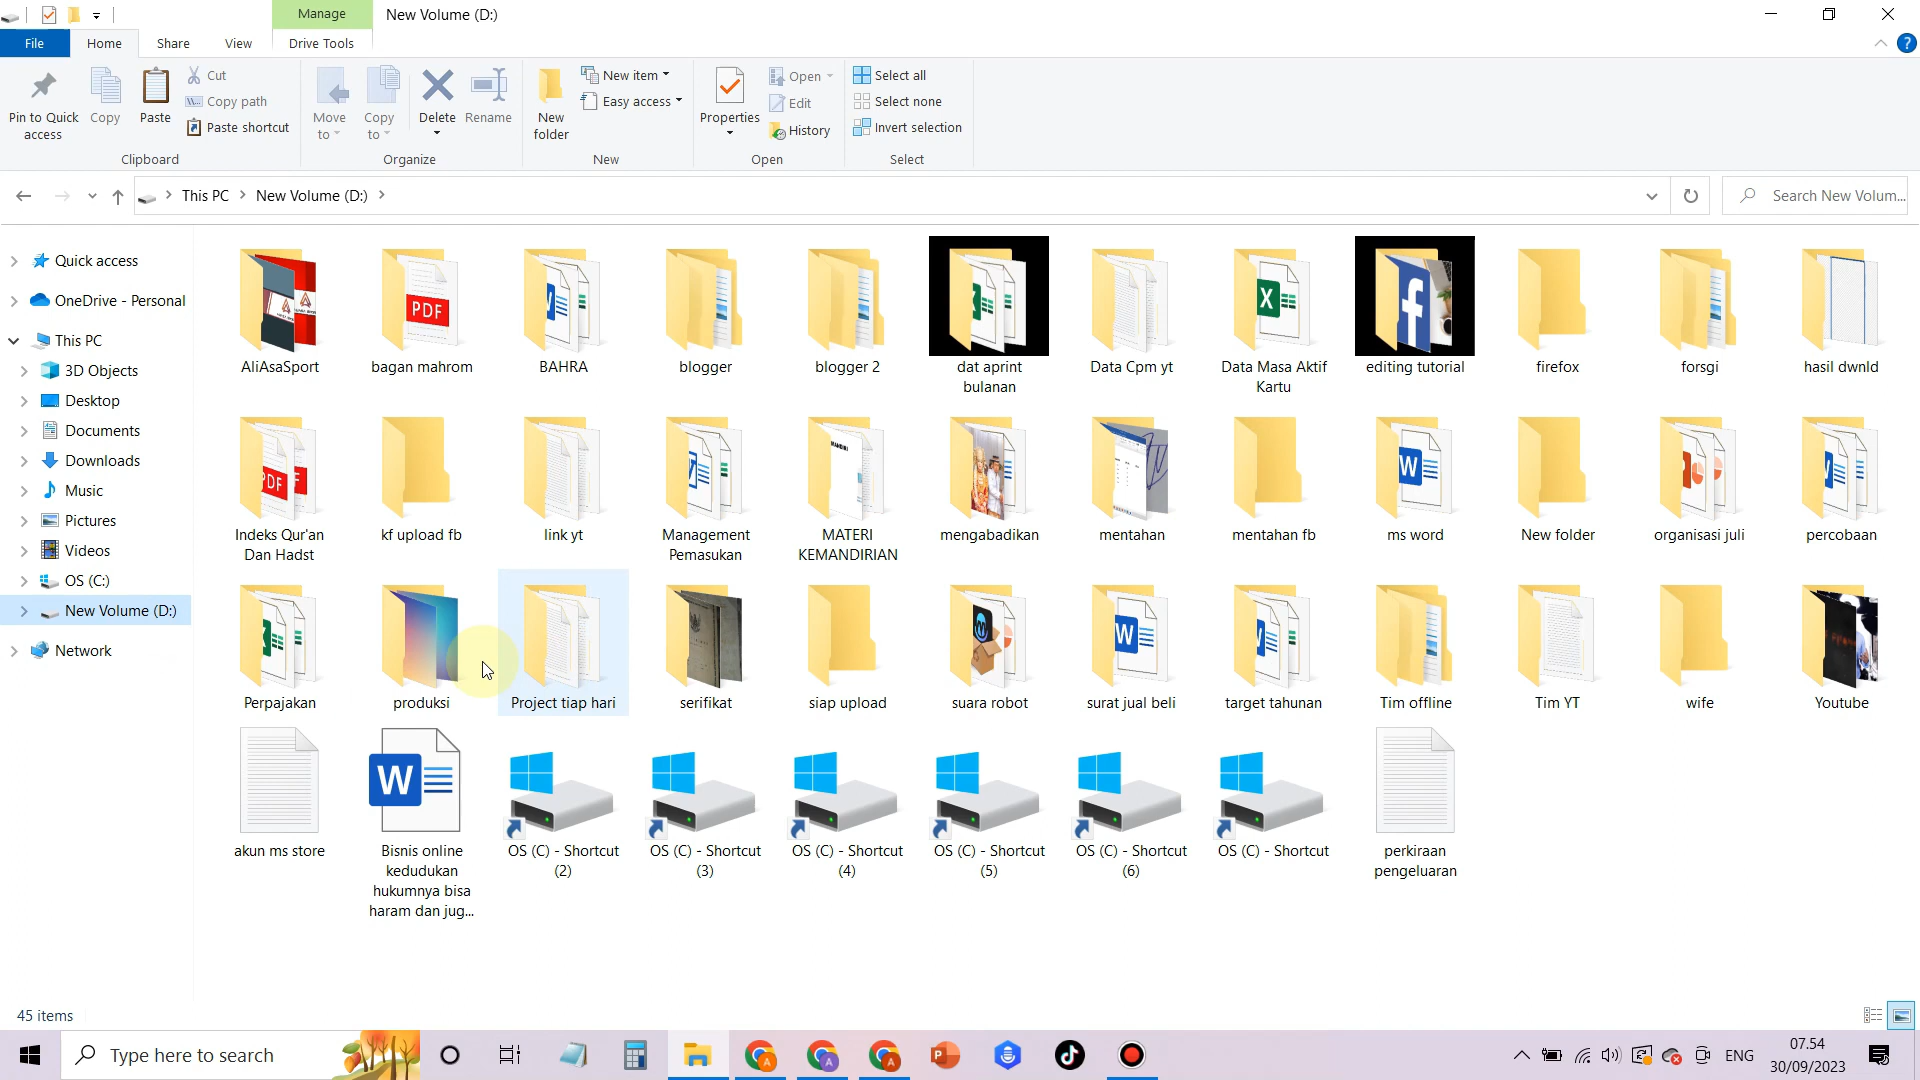 Manage
New Volume (D:)
File
Home
Share
View
Drive Tools
Pin to Quick access
Copy
Paste
Cut
Copy path
Paste shortcut
Clipboard
Move to
Copy to
Delete
Rename
Organize
New folder
New item
Easy access
New
Properties
Open
Edit
History
Open
Select all
Select none
Invert selection
Select
This PC
New Volume (D:)
Search New Volum...
Quick access
OneDrive - Personal
This PC
3D Objects
Desktop
Documents
Downloads
Music
Pictures
Videos
OS (C:)
New Volume (D:)
Network
PDF
AliAsaSport
bagan mahrom
BAHRA
blogger
blogger 2
dat aprint
bulanan
Data Cpm yt
Data Masa Aktif
Kartu
editing tutorial
firefox
forsgi
hasil dwnld
Indeks Qur'an
Dan Hadst
kf upload fb
link yt
Management
Pemasukan
MATERI
KEMANDIRIAN
mengabadikan
mentahan
mentahan fb
ms word
New folder
organisasi juli
percobaan
Perpajakan
produksi
Project tiap hari
serifikat
siap upload
suara robot
surat jual beli
target tahunan
Tim offline
Tim YT
wife
Youtube
akun ms store
Bisnis online
kedudukan
hukumnya bisa
haram dan jug...
OS (C) - Shortcut
(2)
OS (C) - Shortcut
(3)
OS (C) - Shortcut
(4)
OS (C) - Shortcut
(5)
OS (C) - Shortcut
(6)
OS (C) - Shortcut
perkiraan
pengeluaran
45 items
Type here to search
ENG
07.54
30/09/2023